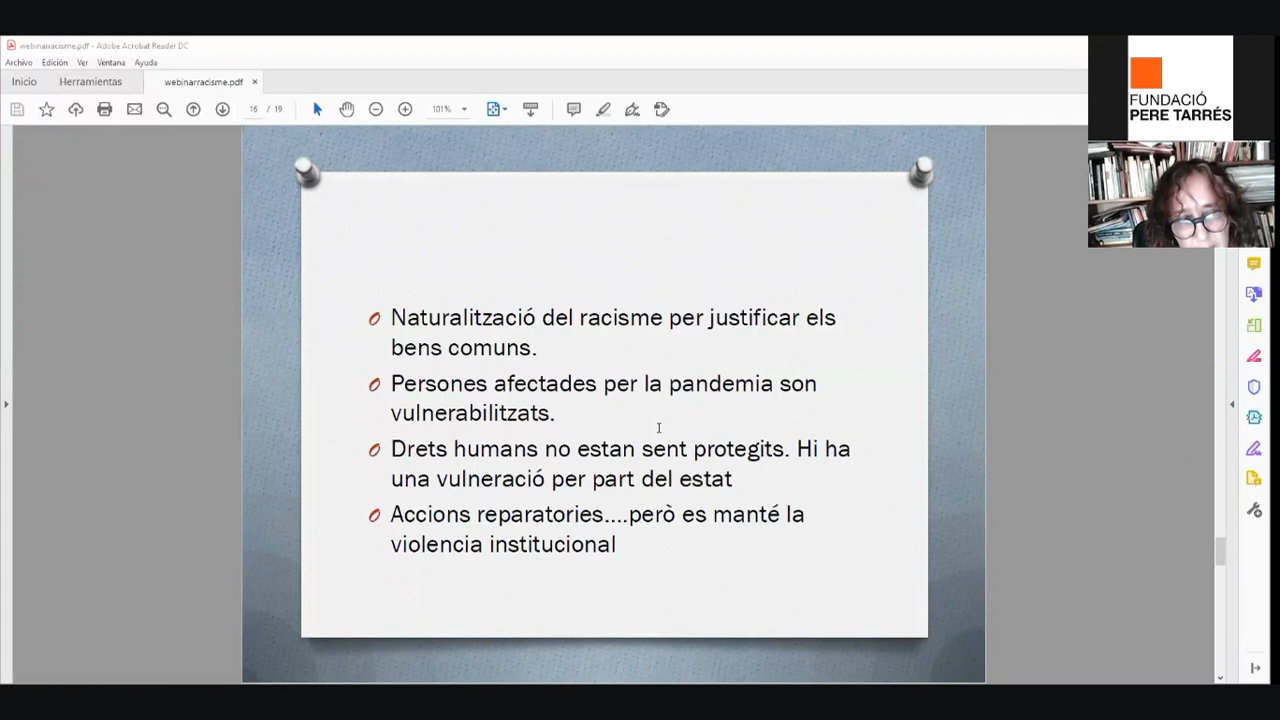 webinarracisme.pdf - Adobe Acrobat Reader DC
Archivo Edición Ver Ventana Ayuda
Inicio Herramientas webinarracisme.pdf ×
16 / 19 101%
FUNDACIÓ
PERE TARRÉS
Naturalització del racisme per justificar els
bens comuns.
Persones afectades per la pandemia son
vulnerabilitzats.
Drets humans no estan sent protegits. Hi ha
una vulneració per part del estat
Accions reparatories....però es manté la
violencia institucional